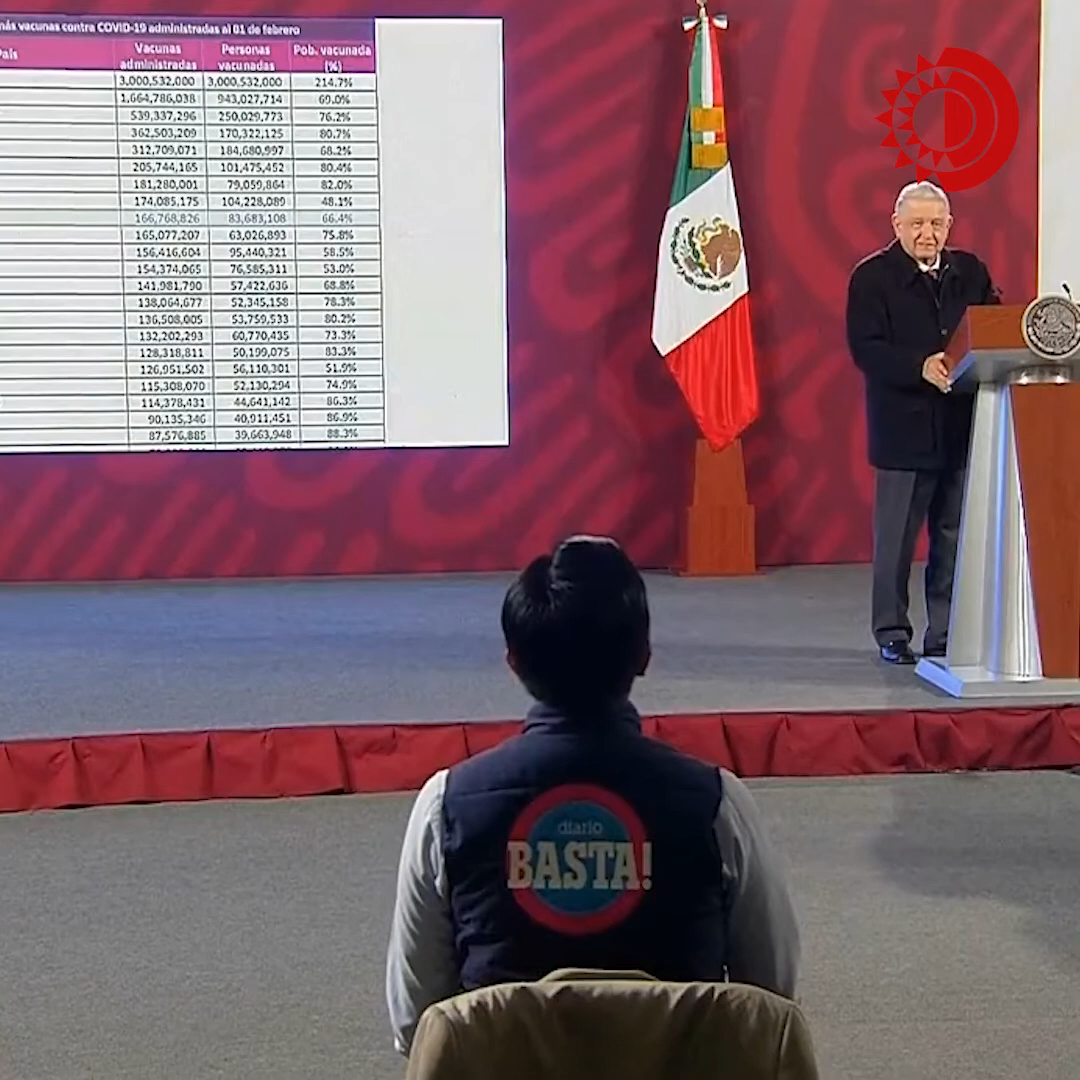 más vacunas contra COVID-19 administradas al 01 de febrero
País Vacunas administradas Personas vacunadas Pob. vacunada (%)
3,000,532,000 3,000,532,000 214.7%
1,664,786,038 943,027,714 69.0%
539,337,296 250,029,773 76.2%
362,503,209 170,322,125 80.7%
312,709,071 184,680,997 68.2%
205,744,165 101,475,452 80.4%
181,280,001 79,059,864 82.0%
174,085,175 104,228,089 48.1%
166,768,826 83,683,108 66.4%
165,077,207 63,026,893 75.8%
156,416,604 95,440,321 58.5%
154,374,065 76,585,311 53.0%
141,981,790 57,422,636 68.8%
138,064,677 52,345,158 78.3%
136,508,005 53,759,533 80.2%
132,202,293 60,770,435 73.3%
128,318,811 50,199,075 83.3%
126,951,502 56,110,301 51.9%
115,308,070 52,130,294 74.9%
114,378,431 44,641,142 86.3%
90,135,346 40,911,451 86.9%
87,576,885 39,663,948 88.3%
diario
BASTA!